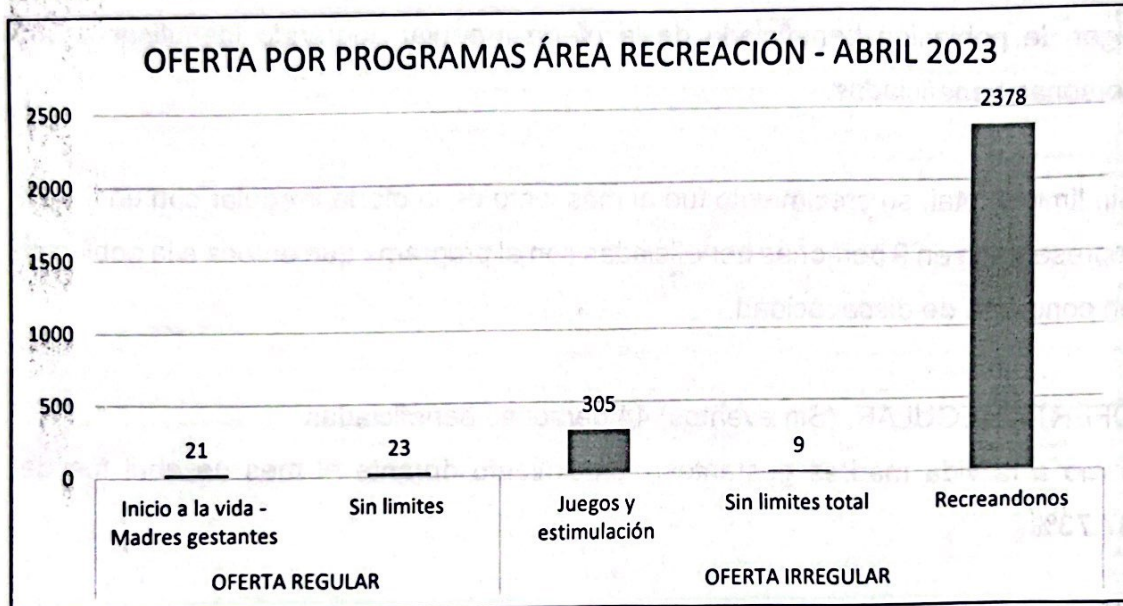 OFERTA POR PROGRAMAS ÁREA RECREACIÓN - ABRIL 2023
2500
2000
1500
1000
500
0
21
23
305
9
2378
Inicio a la vida -
Madres gestantes
Sin limites
Juegos y
estimulación
Sin limites total
Recreandonos
OFERTA REGULAR
OFERTA IRREGULAR